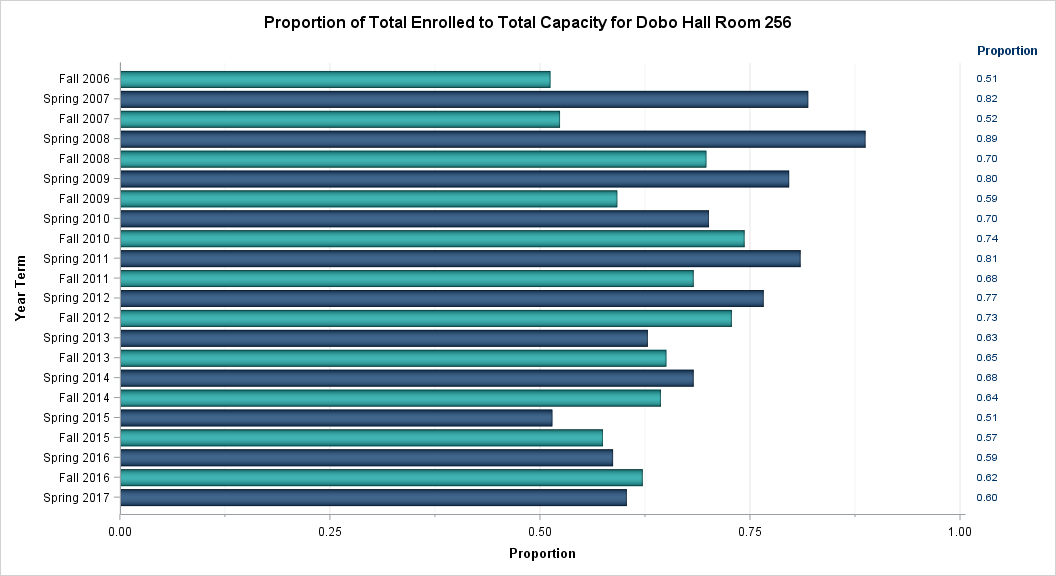 Proportion of Total Enrolled to Total Capacity for Dobo Hall Room 256
Proportion
Fall 2006 0.51
Spring 2007 0.82
Fall 2007 0.52
Spring 2008 0.89
Fall 2008 0.70
Spring 2009 0.80
Fall 2009 0.59
Spring 2010 0.70
Fall 2010 0.74
Spring 2011 0.81
Fall 2011 0.68
Spring 2012 0.77
Fall 2012 0.73
Spring 2013 0.63
Fall 2013 0.65
Spring 2014 0.68
Fall 2014 0.64
Spring 2015 0.51
Fall 2015 0.57
Spring 2016 0.59
Fall 2016 0.62
Spring 2017 0.60
Year Term
0.00 0.25 0.50 0.75 1.00
Proportion